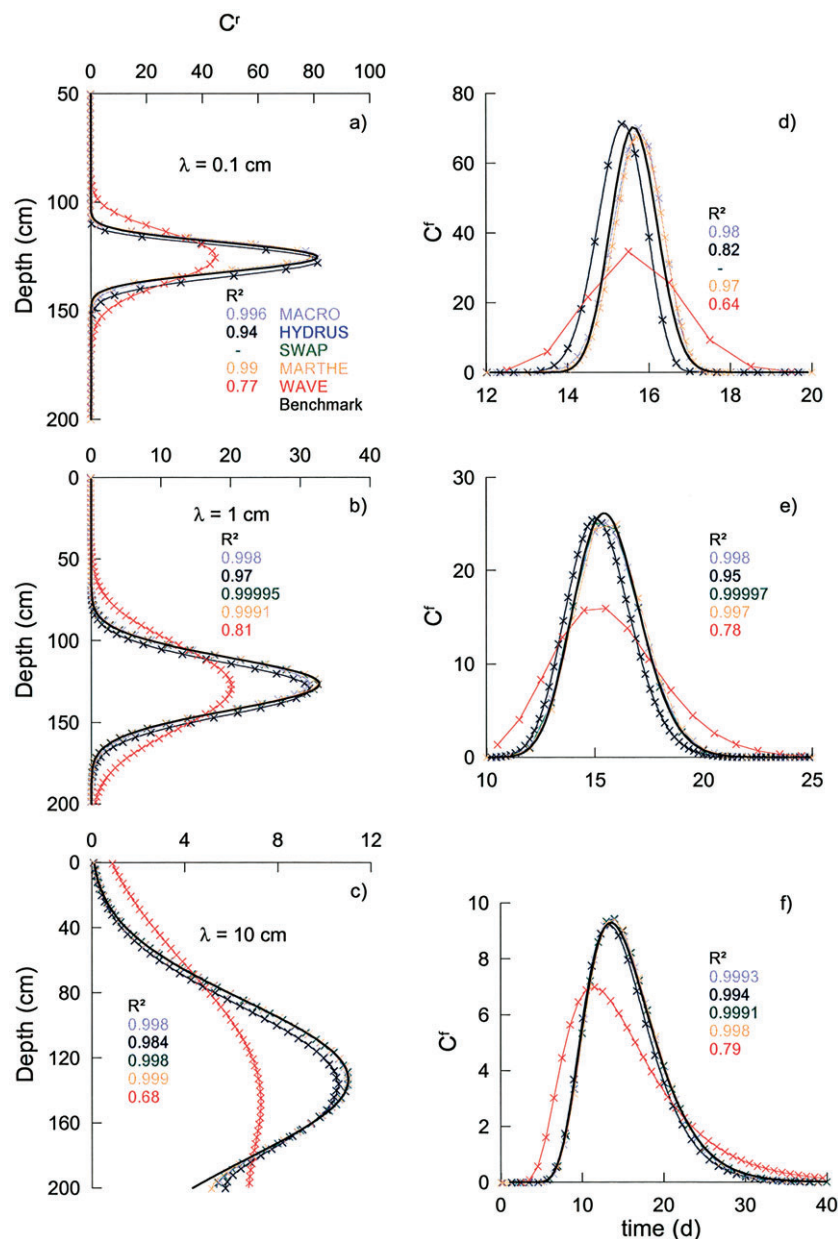 Cʳ
0 20 40 60 80 100
50
100
150
200
Depth (cm)
a)
λ = 0.1 cm
R²
0.996 MACRO
0.94 HYDRUS
- SWAP
0.99 MARTHE
0.77 WAVE
Benchmark
80
60
40
20
0
Cᶠ
d)
R²
0.98
0.82
-
0.97
0.64
12 14 16 18 20
0 10 20 30 40
0
50
100
150
200
Depth (cm)
b)
λ = 1 cm
R²
0.998
0.97
0.99995
0.9991
0.81
30
20
10
0
Cᶠ
e)
R²
0.998
0.95
0.99997
0.997
0.78
10 15 20 25
0 4 8 12
0
40
80
120
160
200
Depth (cm)
c)
λ = 10 cm
R²
0.998
0.984
0.998
0.999
0.68
10
8
6
4
2
0
Cᶠ
f)
R²
0.9993
0.994
0.9991
0.998
0.79
0 10 20 30 40
time (d)